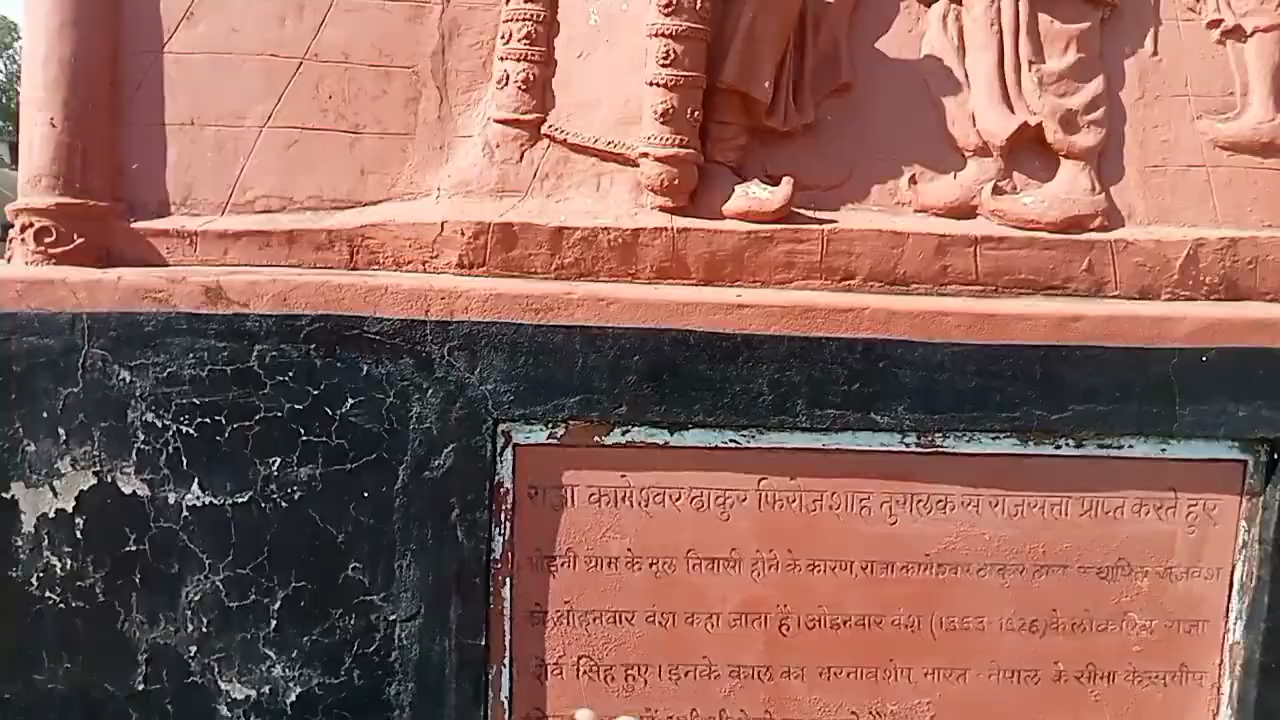 राजा कामेश्वर ठाकुर फिरोजशाह तुगलक स राजसत्ता प्राप्त करते हुए
ओइनी ग्राम के मूल निवासी होने के कारण, राजा कामेश्वर ठाकुर द्वारा स्थापित राजवंश
को ओइनवार वंश कहा जाता है। ओइनवार वंश (1353-1526) के लोकप्रिय राजा
सिंह हुए। इनके काल का भग्नावशेष भारत - नेपाल के सीमा के समीप